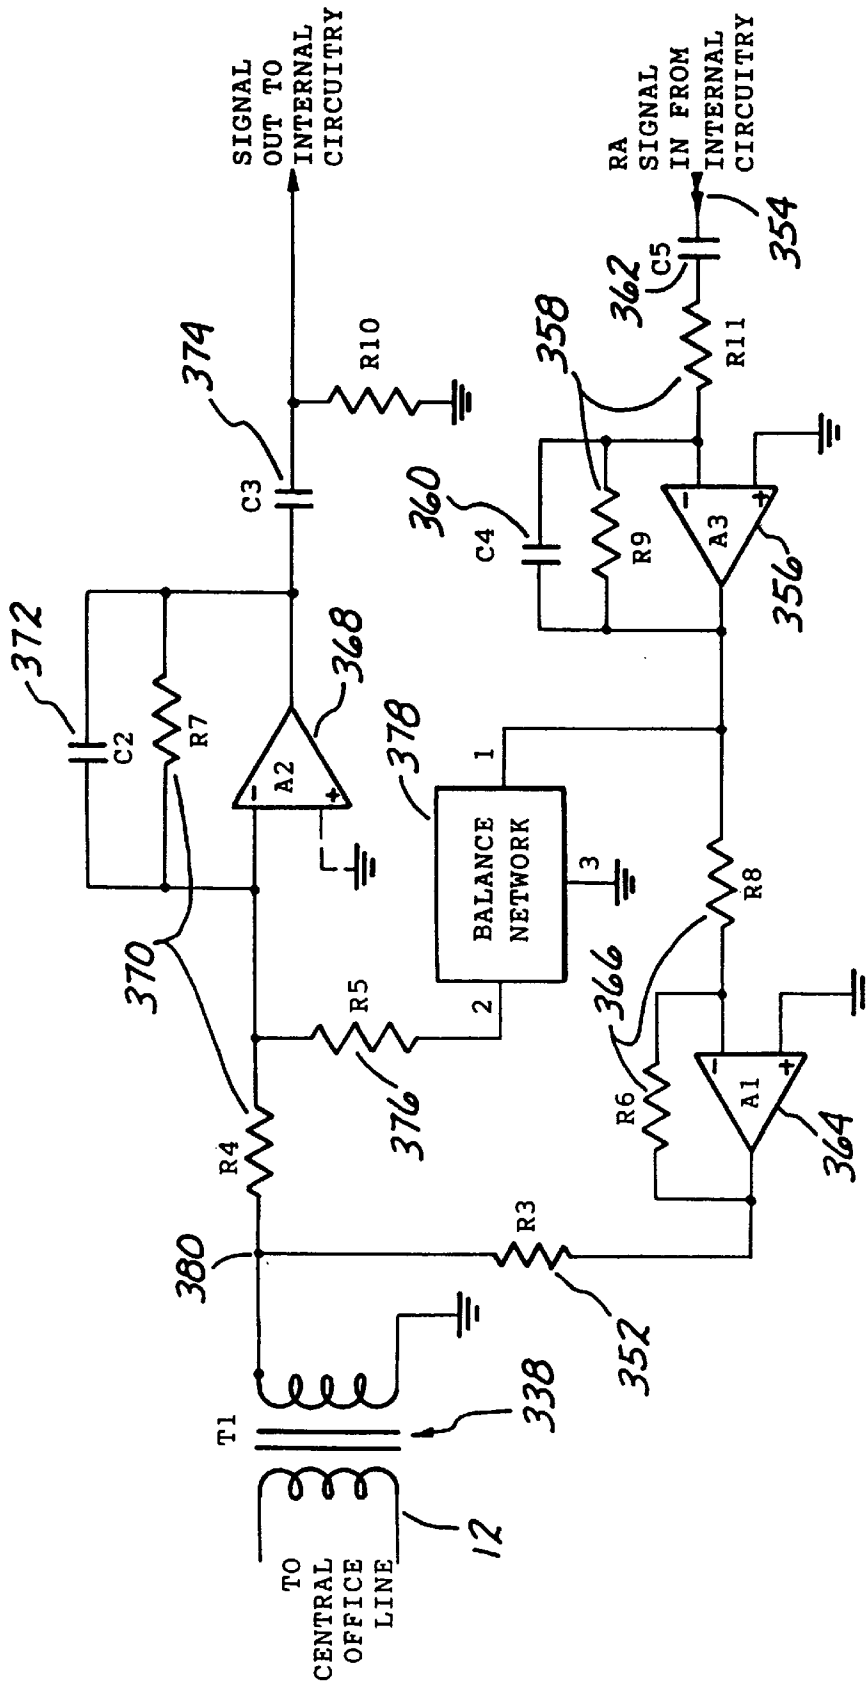 TO
CENTRAL
OFFICE
LINE
12
T1
338
380
R4
370
R5
376
R3
352
C2
372
R7
A2
-
+
368
C3
374
R10
SIGNAL
OUT TO
INTERNAL
CIRCUITRY
BALANCE
NETWORK
1
2
3
378
R6
366
A1
-
+
364
R8
C4
360
R9
358
A3
-
+
356
R11
362
C5
354
RA
SIGNAL
IN FROM
INTERNAL
CIRCUITRY